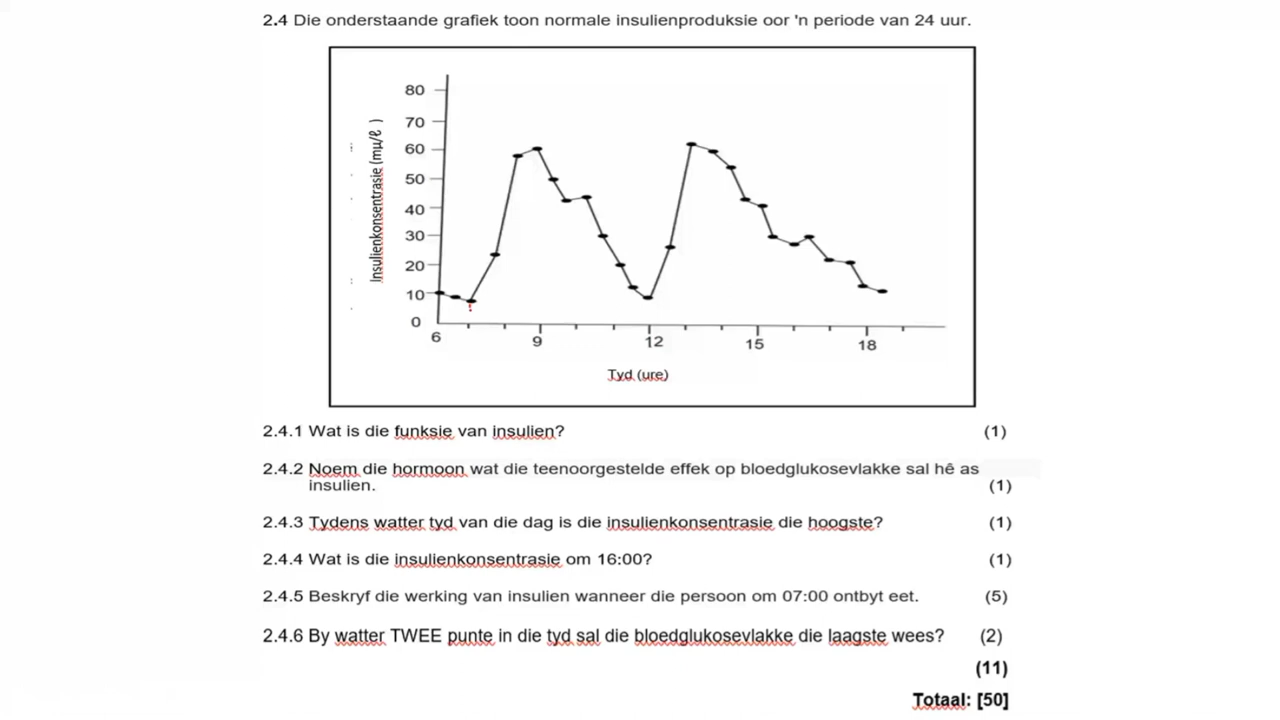 2.4 Die onderstaande grafiek toon normale insulienproduksie oor 'n periode van 24 uur.
Insulienkonsentrasie (mµ/ℓ )
80
70
60
50
40
30
20
10
0
6 9 12 15 18
Tyd (ure)
2.4.1 Wat is die funksie van insulien? (1)
2.4.2 Noem die hormoon wat die teenoorgestelde effek op bloedglukosevlakke sal hê as
insulien. (1)
2.4.3 Tydens watter tyd van die dag is die insulienkonsentrasie die hoogste? (1)
2.4.4 Wat is die insulienkonsentrasie om 16:00? (1)
2.4.5 Beskryf die werking van insulien wanneer die persoon om 07:00 ontbyt eet. (5)
2.4.6 By watter TWEE punte in die tyd sal die bloedglukosevlakke die laagste wees? (2)
(11)
Totaal: [50]